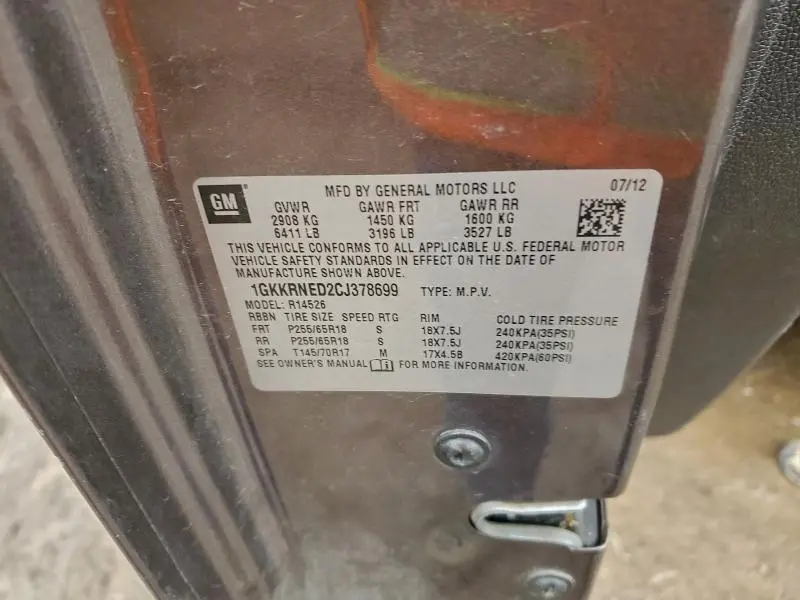 GM
MFD BY GENERAL MOTORS LLC 07/12
GVWR GAWR FRT GAWR RR
2908 KG 1450 KG 1600 KG
6411 LB 3196 LB 3527 LB
THIS VEHICLE CONFORMS TO ALL APPLICABLE U.S. FEDERAL MOTOR
VEHICLE SAFETY STANDARDS IN EFFECT ON THE DATE OF
MANUFACTURE SHOWN ABOVE.
1GKKRNED2CJ378699 TYPE: M.P.V.
MODEL: R14526
RBBN TIRE SIZE SPEED RTG RIM COLD TIRE PRESSURE
FRT P255/65R18 S 18X7.5J 240KPA(35PSI)
RR P255/65R18 S 18X7.5J 240KPA(35PSI)
SPA T145/70R17 M 17X4.5B 420KPA(60PSI)
SEE OWNER'S MANUAL FOR MORE INFORMATION.